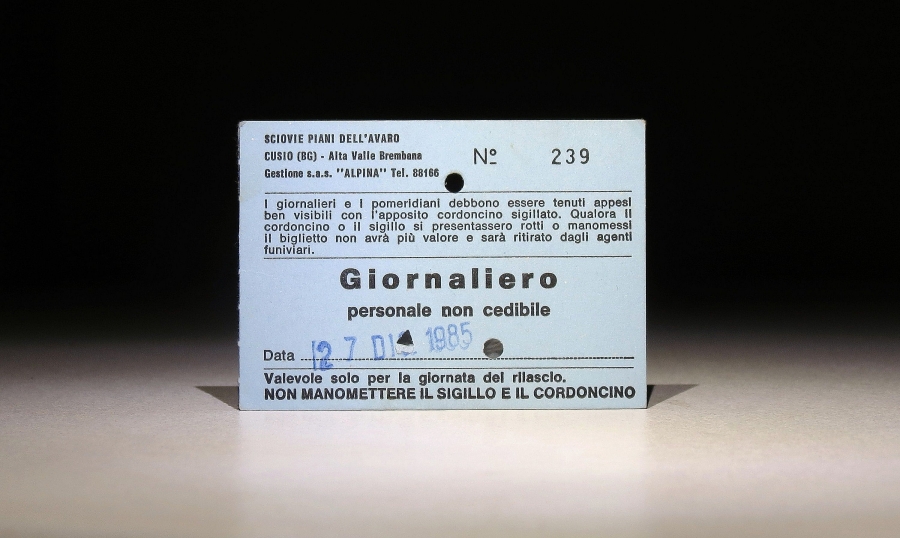 SCIOVIE PIANI DELL'AVARO
CUSIO (BG) - Alta Valle Brembana
Gestione s.a.s. "ALPINA" Tel. 88166
Nº 239
I giornalieri e i pomeridiani debbono essere tenuti appesi
ben visibili con l'apposito cordoncino sigillato. Qualora il
cordoncino o il sigillo si presentassero rotti o manomessi
il biglietto non avrà più valore e sarà ritirato dagli agenti
funiviari.
Giornaliero
personale non cedibile
Data 27 DIC 1985
Valevole solo per la giornata del rilascio.
NON MANOMETTERE IL SIGILLO E IL CORDONCINO